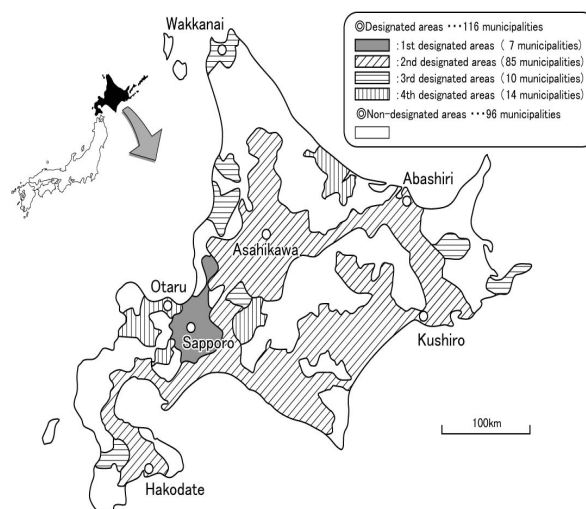 Wakkanai
◎Designated areas ･･･116 municipalities
:1st designated areas ( 7 municipalities)
:2nd designated areas (85 municipalities)
:3rd designated areas (10 municipalities)
:4th designated areas (14 municipalities)
◎Non-designated areas ･･･96 municipalities
Abashiri
Asahikawa
Otaru
Sapporo
Kushiro
100km
Hakodate